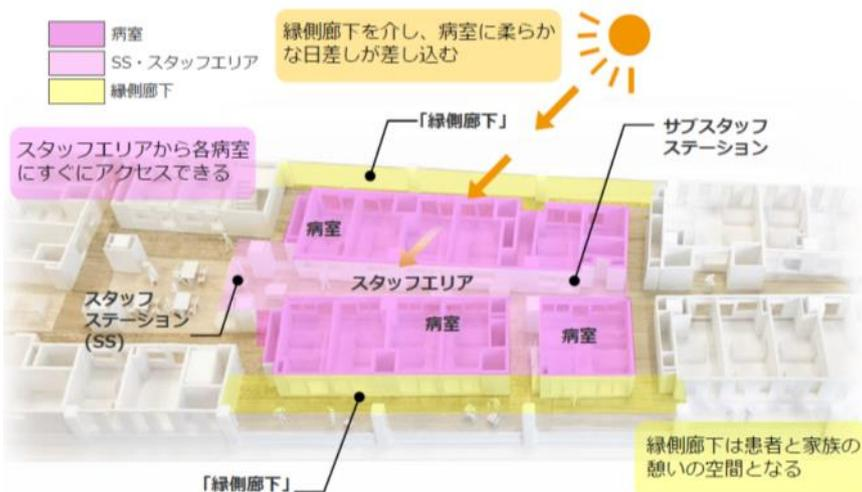 病室
SS・スタッフエリア
縁側廊下
縁側廊下を介し、病室に柔らか
な日差しが差し込む
「縁側廊下」
サブスタッフ
ステーション
スタッフエリアから各病室
にすぐにアクセスできる
病室
スタッフエリア
スタッフ
ステーション
(SS)
病室
病室
縁側廊下は患者と家族の
憩いの空間となる
「縁側廊下」